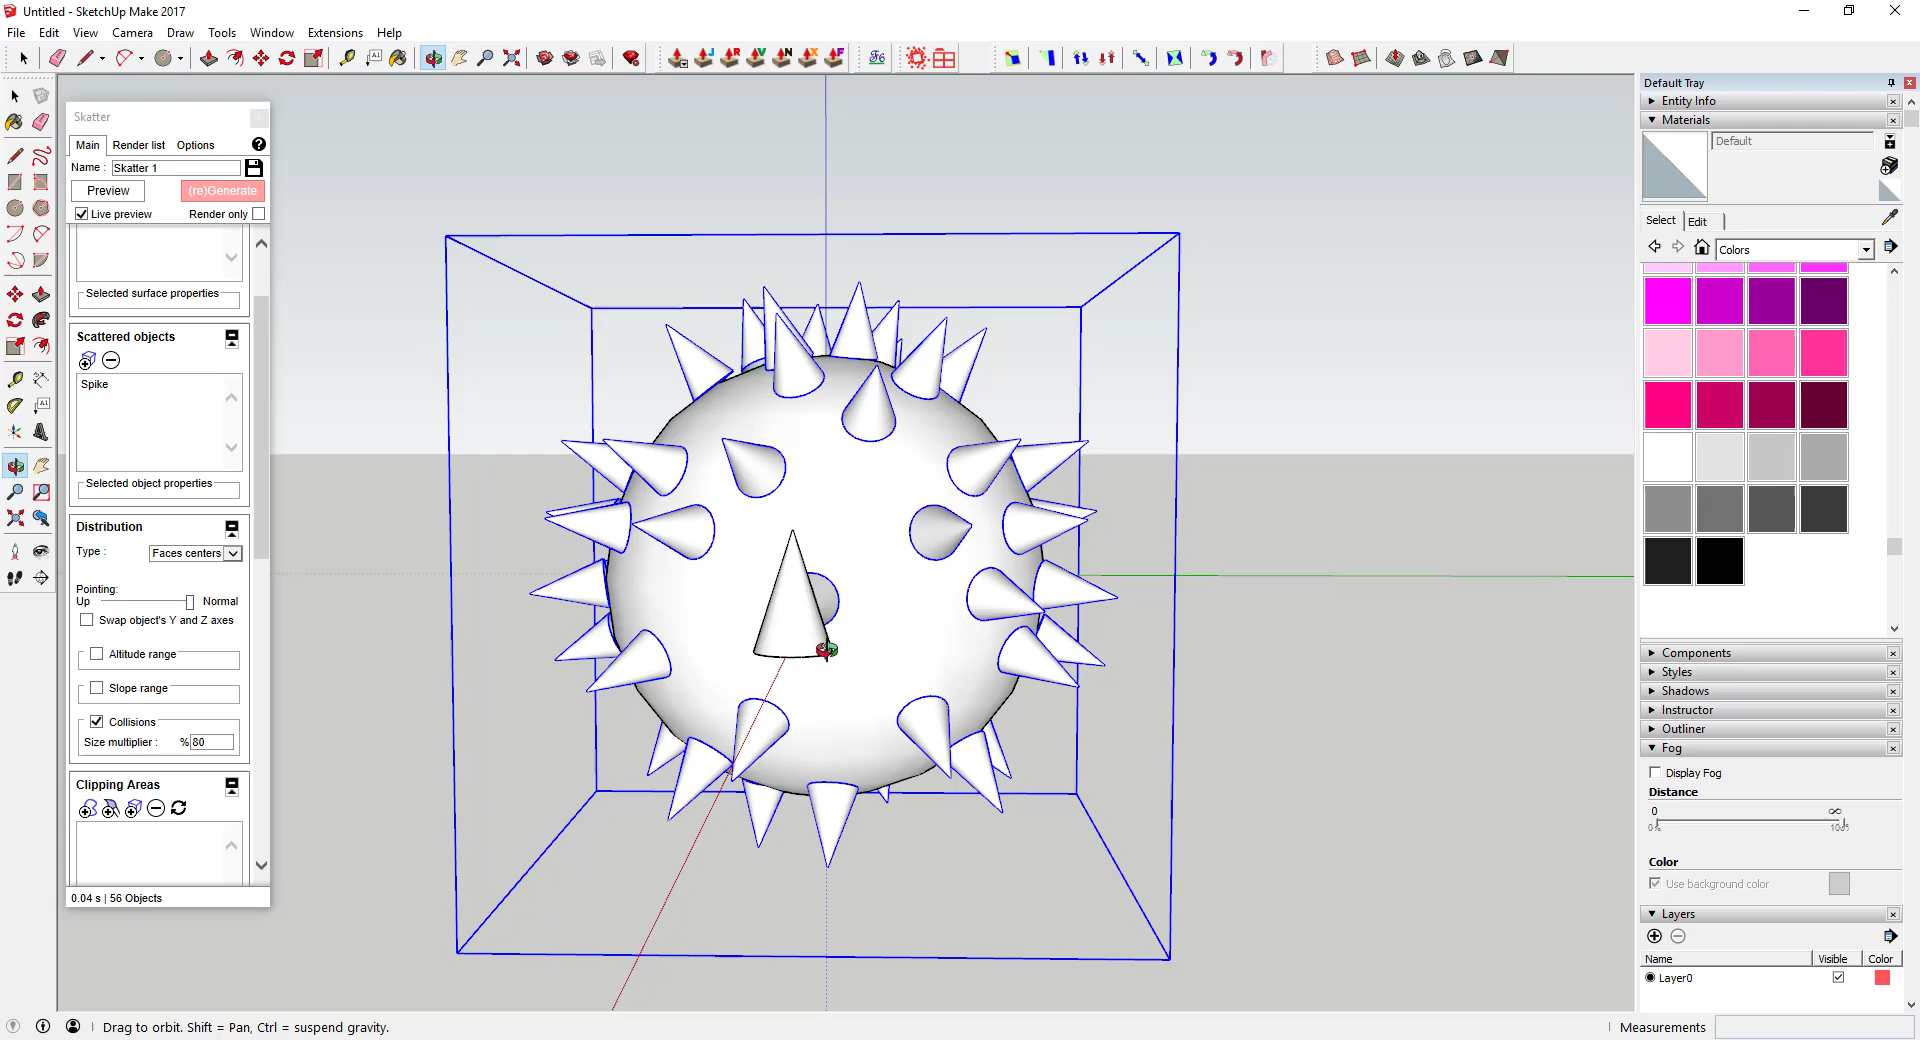 Untitled - SketchUp Make 2017
File Edit View Camera Draw Tools Window Extensions Help
Skatter
Main Render list Options
Name : Skatter 1
Preview (re)Generate
Live preview Render only
Selected surface properties
Scattered objects
Spike
Selected object properties
Distribution
Type : Faces centers
Pointing:
Up Normal
Swap object's Y and Z axes
Altitude range
Slope range
Collisions
Size multiplier : % 80
Clipping Areas
0.04 s | 56 Objects
Default Tray
Entity Info
Materials
Default
Select Edit
Colors
Components
Styles
Shadows
Instructor
Outliner
Fog
Display Fog
Distance
0 ∞
0%
Color
Use background color
Layers
Name Visible Color
Layer0
Drag to orbit. Shift = Pan, Ctrl = suspend gravity.
Measurements